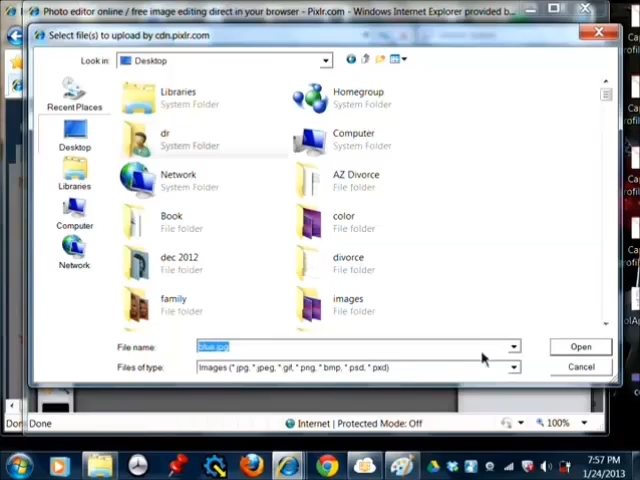 Photo editor online / free image editing direct in your browser - Pixlr.com - Windows Internet Explorer provided b...
Select file(s) to upload by cdn.pixlr.com
Look in: Desktop
Recent Places
Desktop
Libraries
Computer
Network
Libraries
System Folder
Homegroup
System Folder
dr
System Folder
Computer
System Folder
Network
System Folder
AZ Divorce
File folder
Book
File folder
color
File folder
dec 2012
File folder
divorce
File folder
family
File folder
images
File folder
File name: blue.jpg
Open
Files of type: Images (*.jpg, *.jpeg, *.gif, *.png, *.bmp, *.psd, *.pxd)
Cancel
Done
Internet | Protected Mode: Off
100%
7:57 PM
1/24/2013